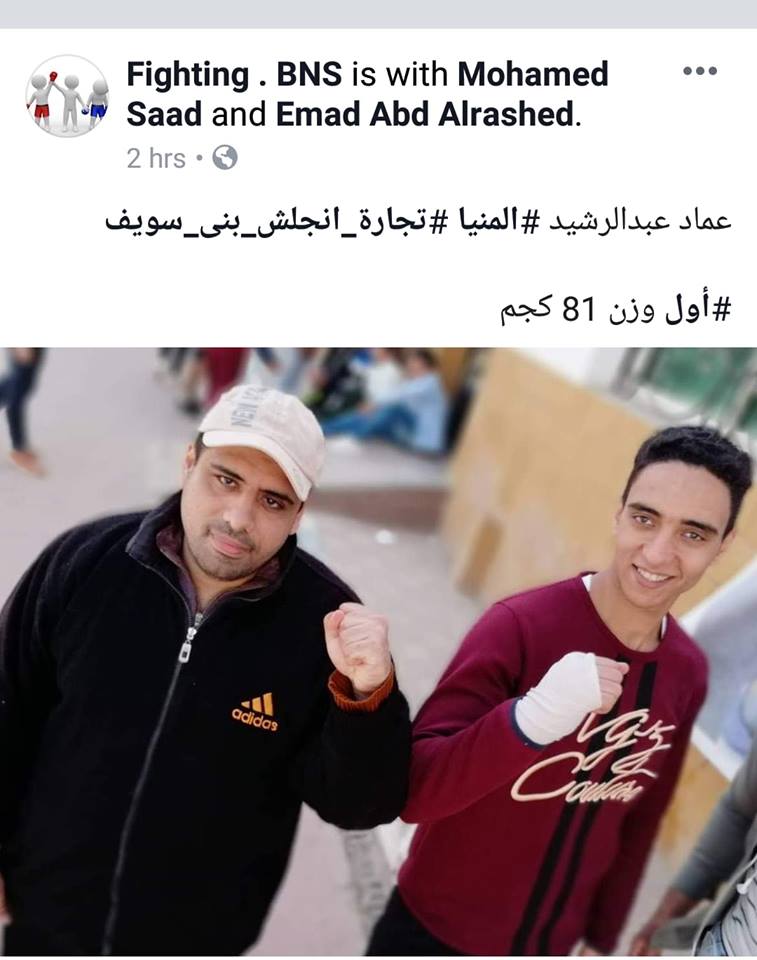 Fighting . BNS is with Mohamed
Saad and Emad Abd Alrashed.
2 hrs
عماد عبدالرشيد #المنيا #تجارة_انجلش_بنى_سويف
#أول وزن 81 كجم
adidas